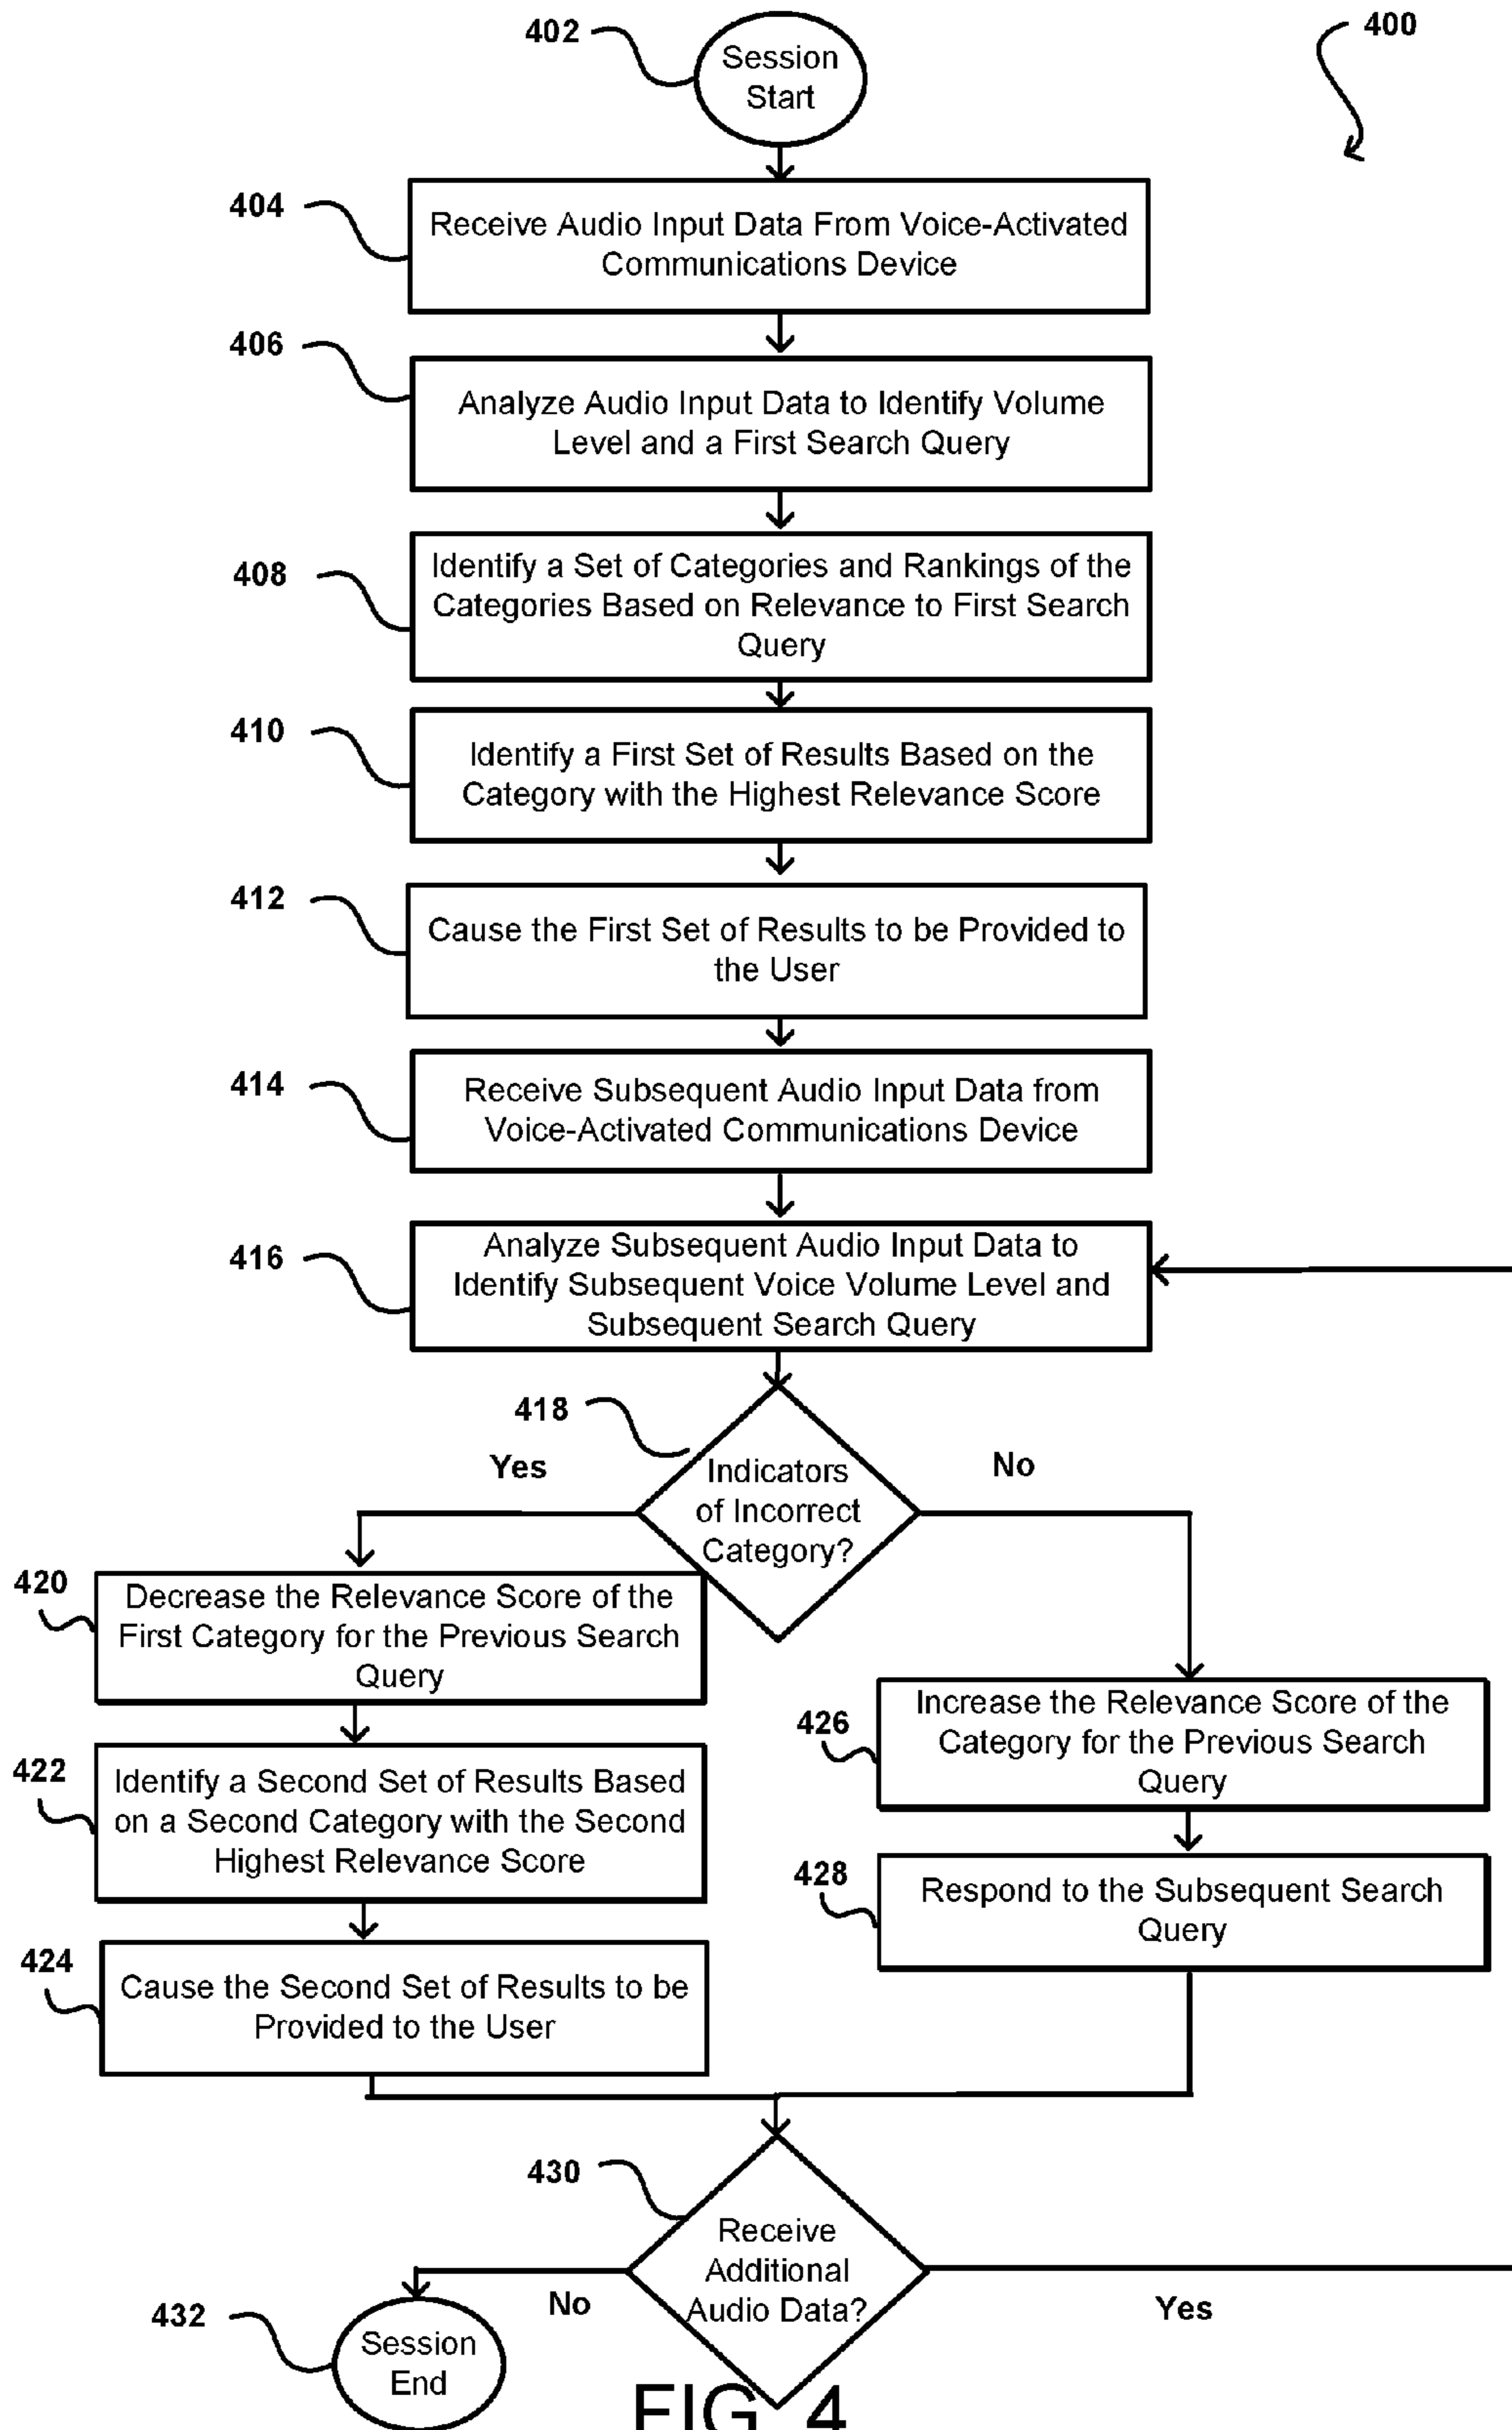 402
Session
Start
400
404
Receive Audio Input Data From Voice-Activated
Communications Device
406
Analyze Audio Input Data to Identify Volume
Level and a First Search Query
408
Identify a Set of Categories and Rankings of the
Categories Based on Relevance to First Search
Query
410
Identify a First Set of Results Based on the
Category with the Highest Relevance Score
412
Cause the First Set of Results to be Provided to
the User
414
Receive Subsequent Audio Input Data from
Voice-Activated Communications Device
416
Analyze Subsequent Audio Input Data to
Identify Subsequent Voice Volume Level and
Subsequent Search Query
418
Indicators
of Incorrect
Category?
Yes
No
420
Decrease the Relevance Score of the
First Category for the Previous Search
Query
422
Identify a Second Set of Results Based
on a Second Category with the Second
Highest Relevance Score
424
Cause the Second Set of Results to be
Provided to the User
426
Increase the Relevance Score of the
Category for the Previous Search
Query
428
Respond to the Subsequent Search
Query
430
Receive
Additional
Audio Data?
No
Yes
432
Session
End
FIG. 4